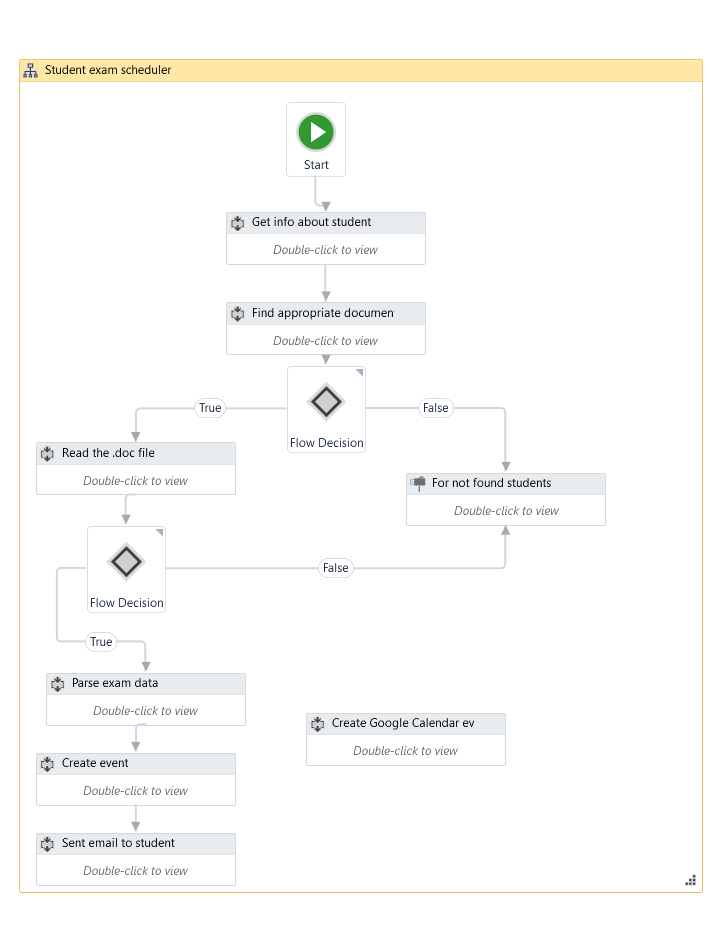 Student exam scheduler
Start
Get info about student
Double-click to view
Find appropriate documen
Double-click to view
True
False
Flow Decision
Read the .doc file
Double-click to view
For not found students
Double-click to view
Flow Decision
False
True
Parse exam data
Double-click to view
Create Google Calendar ev
Double-click to view
Create event
Double-click to view
Sent email to student
Double-click to view